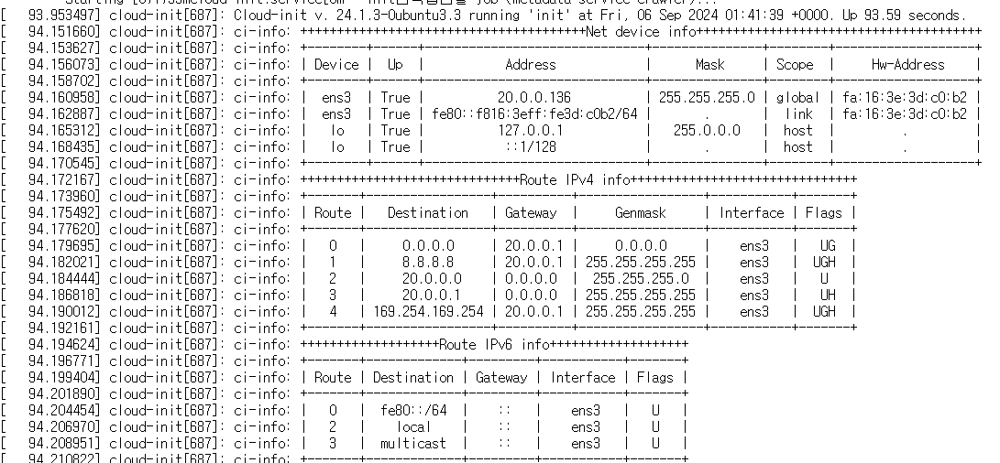 Starting [0;1;39mcloud-init.service[0m - Init… job (metadata service crawler)...
[   93.953497] cloud-init[687]: Cloud-init v. 24.1.3-0ubuntu3.3 running 'init' at Fri, 06 Sep 2024 01:41:39 +0000. Up 93.59 seconds.
[   94.151660] cloud-init[687]: ci-info: +++++++++++++++++++++++++++++++++++++++Net device info+++++++++++++++++++++++++++++++++++++++
[   94.153627] cloud-init[687]: ci-info: +--------+------+------------------------------+---------------+--------+-------------------+
[   94.156073] cloud-init[687]: ci-info: | Device | Up | Address | Mask | Scope | Hw-Address |
[   94.158702] cloud-init[687]: ci-info: +--------+------+------------------------------+---------------+--------+-------------------+
[   94.160958] cloud-init[687]: ci-info: | ens3 | True | 20.0.0.136 | 255.255.255.0 | global | fa:16:3e:3d:c0:b2 |
[   94.162887] cloud-init[687]: ci-info: | ens3 | True | fe80::f816:3eff:fe3d:c0b2/64 | . | link | fa:16:3e:3d:c0:b2 |
[   94.165312] cloud-init[687]: ci-info: | lo | True | 127.0.0.1 | 255.0.0.0 | host | . |
[   94.168435] cloud-init[687]: ci-info: | lo | True | ::1/128 | . | host | . |
[   94.170545] cloud-init[687]: ci-info: +--------+------+------------------------------+---------------+--------+-------------------+
[   94.172167] cloud-init[687]: ci-info: ++++++++++++++++++++++++++++++Route IPv4 info+++++++++++++++++++++++++++++++
[   94.173960] cloud-init[687]: ci-info: +-------+-----------------+----------+-----------------+-----------+-------+
[   94.175492] cloud-init[687]: ci-info: | Route | Destination | Gateway | Genmask | Interface | Flags |
[   94.177620] cloud-init[687]: ci-info: +-------+-----------------+----------+-----------------+-----------+-------+
[   94.179695] cloud-init[687]: ci-info: | 0 | 0.0.0.0 | 20.0.0.1 | 0.0.0.0 | ens3 | UG |
[   94.182021] cloud-init[687]: ci-info: | 1 | 8.8.8.8 | 20.0.0.1 | 255.255.255.255 | ens3 | UGH |
[   94.184444] cloud-init[687]: ci-info: | 2 | 20.0.0.0 | 0.0.0.0 | 255.255.255.0 | ens3 | U |
[   94.186818] cloud-init[687]: ci-info: | 3 | 20.0.0.1 | 0.0.0.0 | 255.255.255.255 | ens3 | UH |
[   94.190012] cloud-init[687]: ci-info: | 4 | 169.254.169.254 | 20.0.0.1 | 255.255.255.255 | ens3 | UGH |
[   94.192161] cloud-init[687]: ci-info: +-------+-----------------+----------+-----------------+-----------+-------+
[   94.194624] cloud-init[687]: ci-info: +++++++++++++++++++Route IPv6 info+++++++++++++++++++
[   94.196771] cloud-init[687]: ci-info: +-------+-------------+---------+-----------+-------+
[   94.199404] cloud-init[687]: ci-info: | Route | Destination | Gateway | Interface | Flags |
[   94.201890] cloud-init[687]: ci-info: +-------+-------------+---------+-----------+-------+
[   94.204454] cloud-init[687]: ci-info: | 0 | fe80::/64 | :: | ens3 | U |
[   94.206970] cloud-init[687]: ci-info: | 2 | local | :: | ens3 | U |
[   94.208951] cloud-init[687]: ci-info: | 3 | multicast | :: | ens3 | U |
[   94.210822] cloud-init[687]: ci-info: +-------+-------------+---------+-----------+-------+